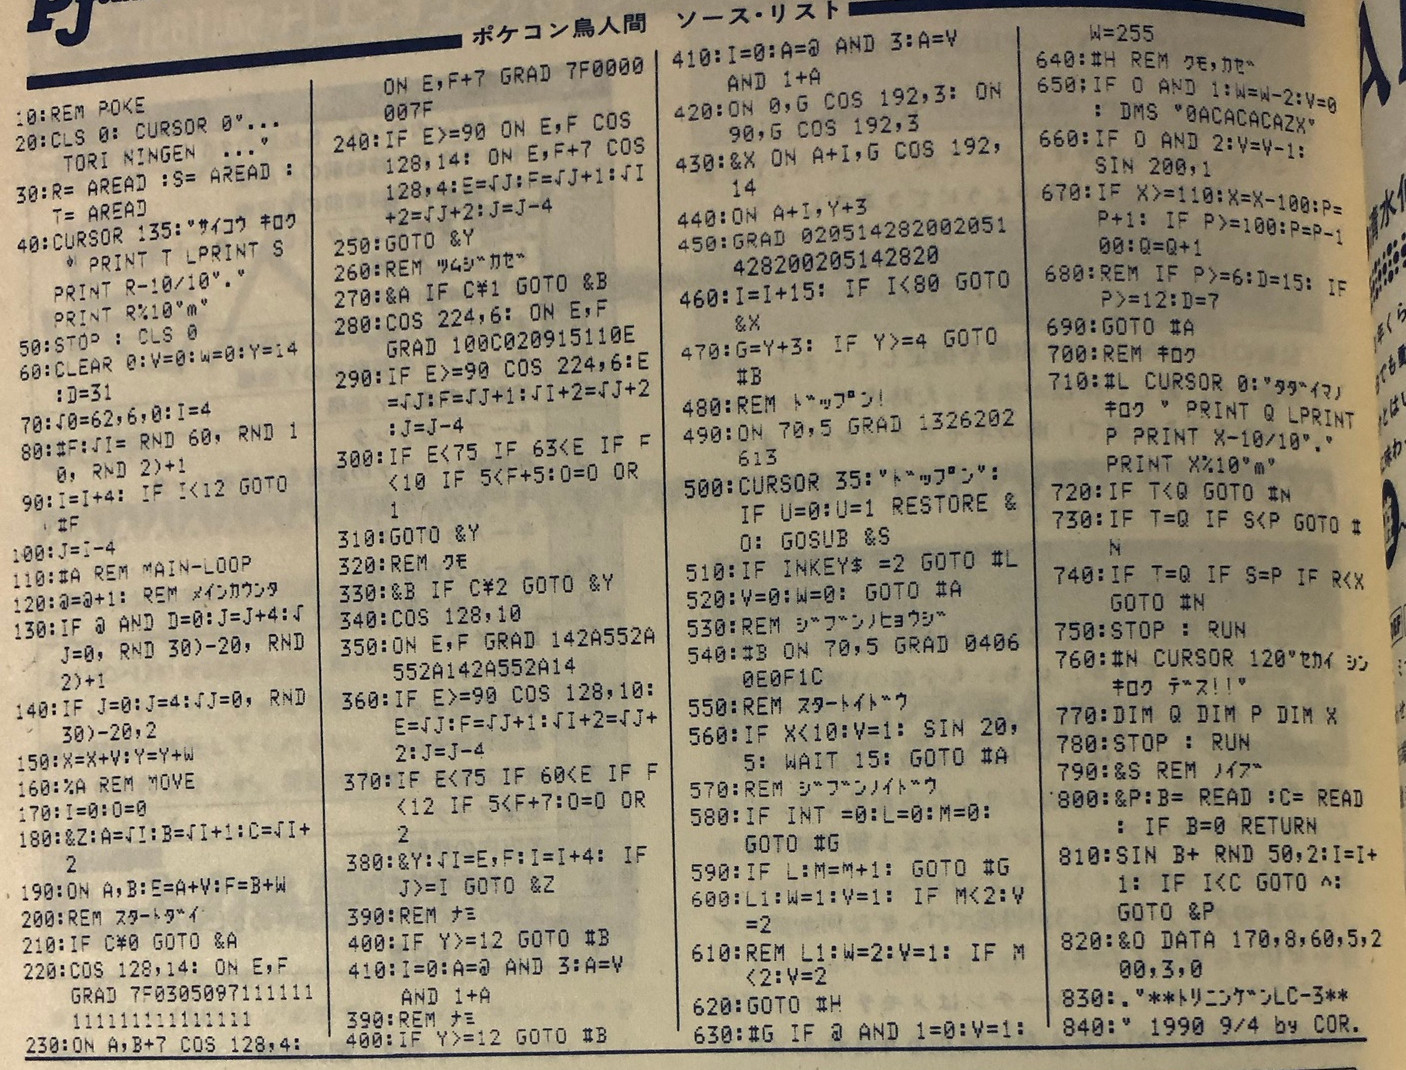 ポケコン鳥人間　ソース・リスト
10:REM POKE
20:CLS 0: CURSOR 0"...
TORI NINGEN ..."
30:R= AREAD :S= AREAD :
T= AREAD
40:CURSOR 135:"サイコウ キロク
" PRINT T LPRINT S
PRINT R-10/10"."
PRINT R%10"m"
50:STOP : CLS 0
60:CLEAR 0:V=0:W=0:Y=14
:D=31
70:√0=62,6,0:I=4
80:#F:√I= RND 60, RND 1
0, RND 2)+1
90:I=I+4: IF I<12 GOTO
#F
100:J=I-4
110:#A REM MAIN-LOOP
120:@=@+1: REM メインカウンタ
130:IF @ AND D=0:J=J+4:√
J=0, RND 30)-20, RND
2)+1
140:IF J=0:J=4:√J=0, RND
30)-20,2
150:X=X+V:Y=Y+W
160:%A REM MOVE
170:I=0:O=0
180:&Z:A=√I:B=√I+1:C=√I+
2
190:ON A,B:E=A+V:F=B+W
200:REM スタートダイ
210:IF C¥0 GOTO &A
220:COS 128,14: ON E,F
GRAD 7F0305097111111
1111111111111111
230:ON A,B+7 COS 128,4:
ON E,F+7 GRAD 7F0000
007F
240:IF E>=90 ON E,F COS
128,14: ON E,F+7 COS
128,4:E=√J:F=√J+1:√I
+2=√J+2:J=J-4
250:GOTO &Y
260:REM ツムジカゼ
270:&A IF C¥1 GOTO &B
280:COS 224,6: ON E,F
GRAD 100C020915110E
290:IF E>=90 COS 224,6:E
=√J:F=√J+1:√I+2=√J+2
:J=J-4
300:IF E<75 IF 63<E IF F
<10 IF 5<F+5:O=O OR
1
310:GOTO &Y
320:REM クモ
330:&B IF C¥2 GOTO &Y
340:COS 128,10
350:ON E,F GRAD 142A552A
552A142A552A14
360:IF E>=90 COS 128,10:
E=√J:F=√J+1:√I+2=√J+
2:J=J-4
370:IF E<75 IF 60<E IF F
<12 IF 5<F+7:O=O OR
2
380:&Y:√I=E,F:I=I+4: IF
J>=I GOTO &Z
390:REM ナミ
400:IF Y>=12 GOTO #B
410:I=0:A=@ AND 3:A=V
AND 1+A
390:REM ナミ
400:IF Y>=12 GOTO #B
410:I=0:A=@ AND 3:A=V
AND 1+A
420:ON 0,G COS 192,3: ON
90,G COS 192,3
430:&X ON A+I,G COS 192,
14
440:ON A+I,Y+3
450:GRAD 020514282002051
4282002051 42820
460:I=I+15: IF I<80 GOTO
&X
470:G=Y+3: IF Y>=4 GOTO
#B
480:REM ドップン!
490:ON 70,5 GRAD 1326202
613
500:CURSOR 35:"ドップン":
IF U=0:U=1 RESTORE &
O: GOSUB &S
510:IF INKEY$ =2 GOTO #L
520:V=0:W=0: GOTO #A
530:REM ジブンノヒョウジ
540:#B ON 70,5 GRAD 0406
0E0F1C
550:REM スタートイドウ
560:IF X<10:V=1: SIN 20,
5: WAIT 15: GOTO #A
570:REM ジブンノイドウ
580:IF INT =0:L=0:M=0:
GOTO #G
590:IF L:M=M+1: GOTO #G
600:L1:W=1:V=1: IF M<2:V
=2
610:REM L1:W=2:V=1: IF M
<2:V=2
620:GOTO #H
630:#G IF @ AND 1=0:V=1:
W=255
640:#H REM クモ,カゼ
650:IF O AND 1:W=W-2:V=0
: DMS "0ACACACAZX"
660:IF O AND 2:V=V-1:
SIN 200,1
670:IF X>=110:X=X-100:P=
P+1: IF P>=100:P=P-1
00:Q=Q+1
680:REM IF P>=6:D=15: IF
P>=12:D=7
690:GOTO #A
700:REM キロク
710:#L CURSOR 0:"タダイマノ
キロク " PRINT Q LPRINT
P PRINT X-10/10"."
PRINT X%10"m"
720:IF T<Q GOTO #N
730:IF T=Q IF S<P GOTO #
N
740:IF T=Q IF S=P IF R<X
GOTO #N
750:STOP : RUN
760:#N CURSOR 120"セカイ シン
キロク デス!!"
770:DIM Q DIM P DIM X
780:STOP : RUN
790:&S REM ノイズ
800:&P:B= READ :C= READ
: IF B=0 RETURN
810:SIN B+ RND 50,2:I=I+
1: IF I<C GOTO ^:
GOTO &P
820:&O DATA 170,8,60,5,2
00,3,0
830:."**トリニンゲンLC-3**
840:" 1990 9/4 by COR.